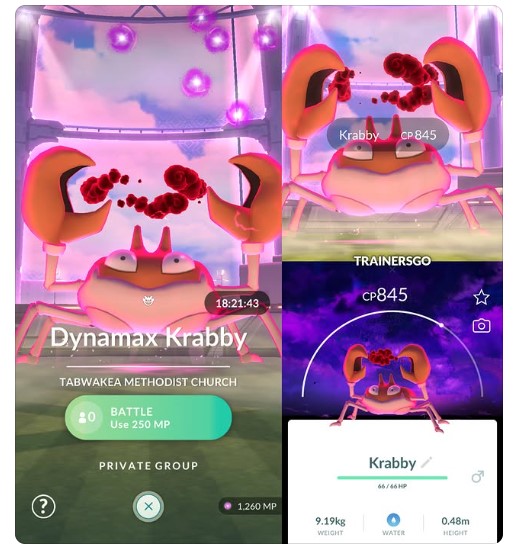 18:21:43
Dynamax Krabby
TABWAKEA METHODIST CHURCH
0
BATTLE
Use 250 MP
PRIVATE GROUP
?
1,260 MP
Krabby CP845
TRAINERSGO
CP845
Krabby
66 / 66 HP
9.19kg
WEIGHT
WATER
0.48m
HEIGHT